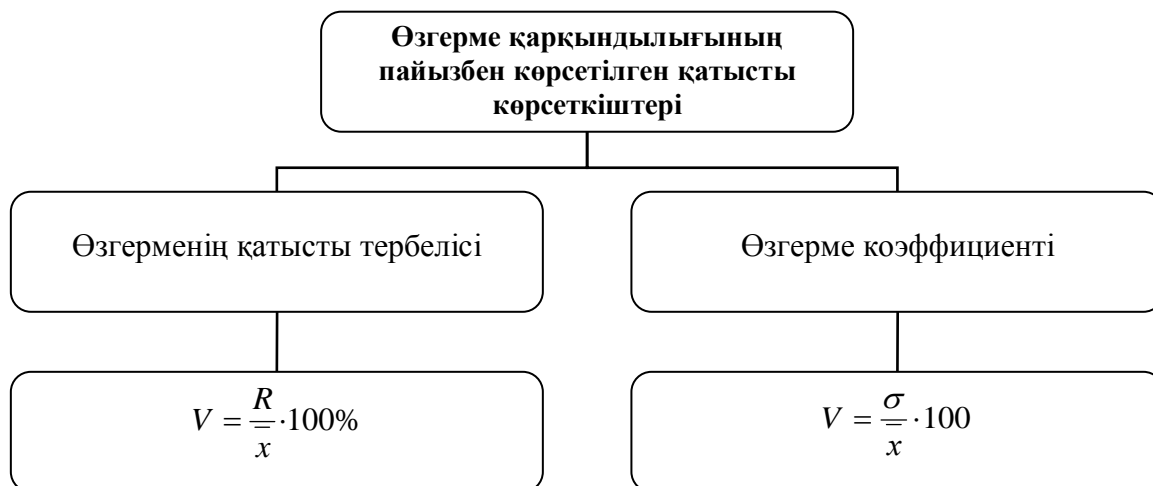 Өзгерме қарқындылығының
пайызбен көрсетілген қатысты
көрсеткіштері
Өзгерменің қатысты тербелісі
Өзгерме коэффициенті
V = R / x̄ · 100%
V = σ / x̄ · 100